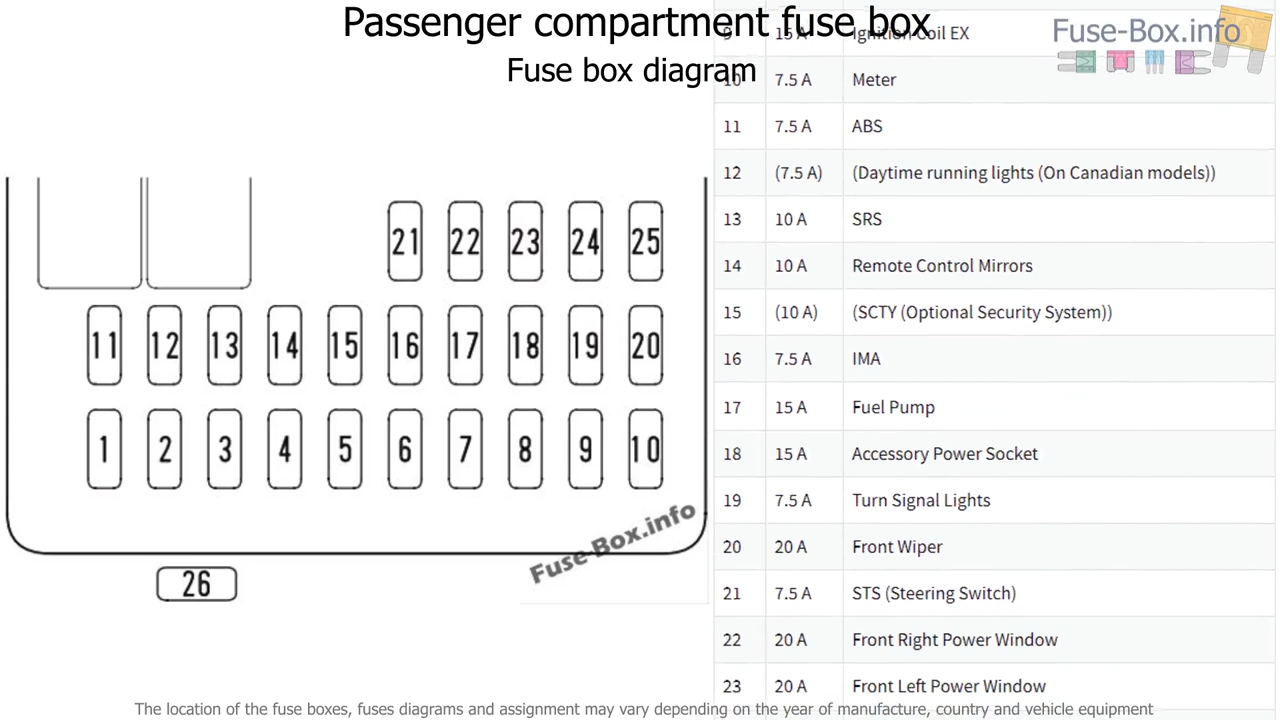 Passenger compartment fuse box
Fuse box diagram
Fuse-Box.info
21 22 23 24 25
11 12 13 14 15 16 17 18 19 20
1 2 3 4 5 6 7 8 9 10
26
Fuse-Box.info
9 15 A Ignition Coil EX
10 7.5 A Meter
11 7.5 A ABS
12 (7.5 A) (Daytime running lights (On Canadian models))
13 10 A SRS
14 10 A Remote Control Mirrors
15 (10 A) (SCTY (Optional Security System))
16 7.5 A IMA
17 15 A Fuel Pump
18 15 A Accessory Power Socket
19 7.5 A Turn Signal Lights
20 20 A Front Wiper
21 7.5 A STS (Steering Switch)
22 20 A Front Right Power Window
23 20 A Front Left Power Window
The location of the fuse boxes, fuses diagrams and assignment may vary depending on the year of manufacture, country and vehicle equipment